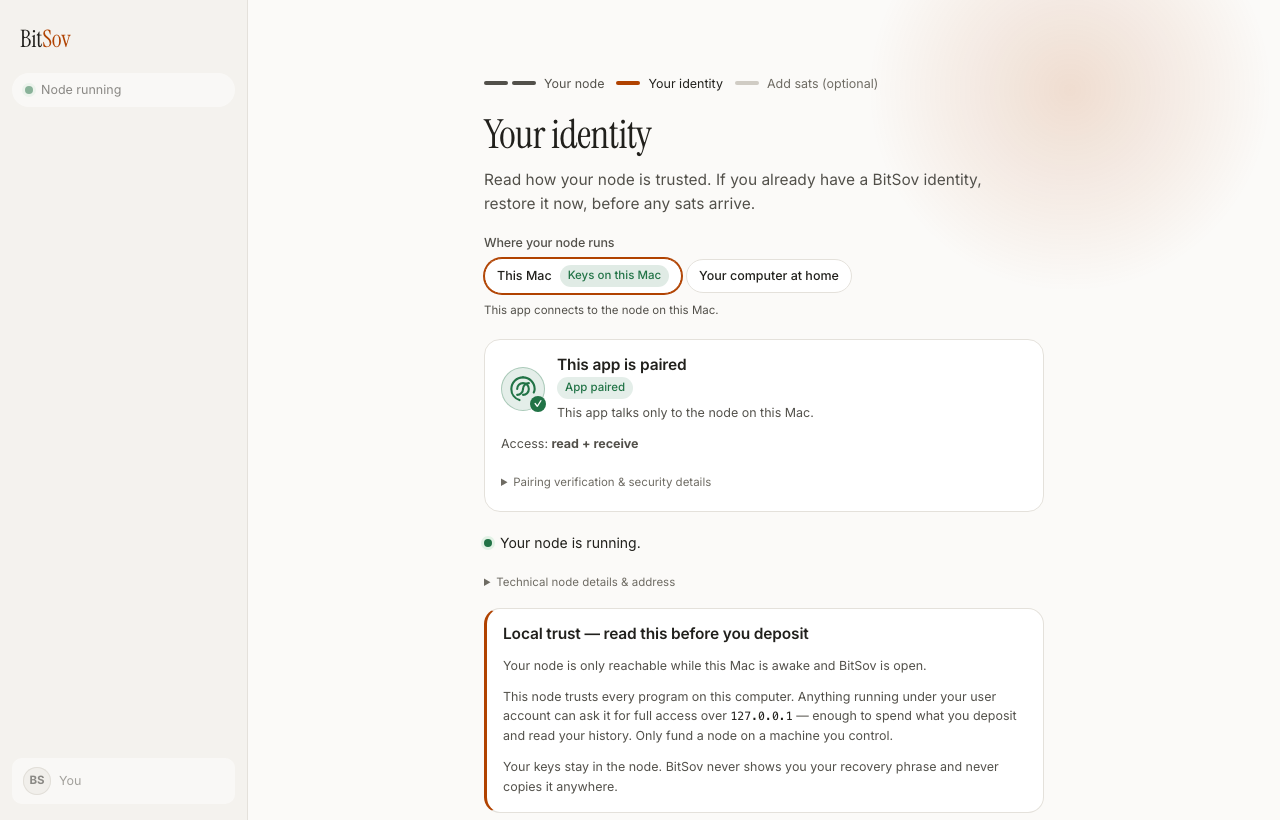 BitSov
Node running
Your node
Your identity
Add sats (optional)
Your identity
Read how your node is trusted. If you already have a BitSov identity,
restore it now, before any sats arrive.
Where your node runs
This Mac
Keys on this Mac
Your computer at home
This app connects to the node on this Mac.
This app is paired
App paired
This app talks only to the node on this Mac.
Access: read + receive
Pairing verification & security details
Your node is running.
Technical node details & address
Local trust — read this before you deposit
Your node is only reachable while this Mac is awake and BitSov is open.
This node trusts every program on this computer. Anything running under your user
account can ask it for full access over 127.0.0.1 — enough to spend what you deposit
and read your history. Only fund a node on a machine you control.
Your keys stay in the node. BitSov never shows you your recovery phrase and never
copies it anywhere.
BS
You